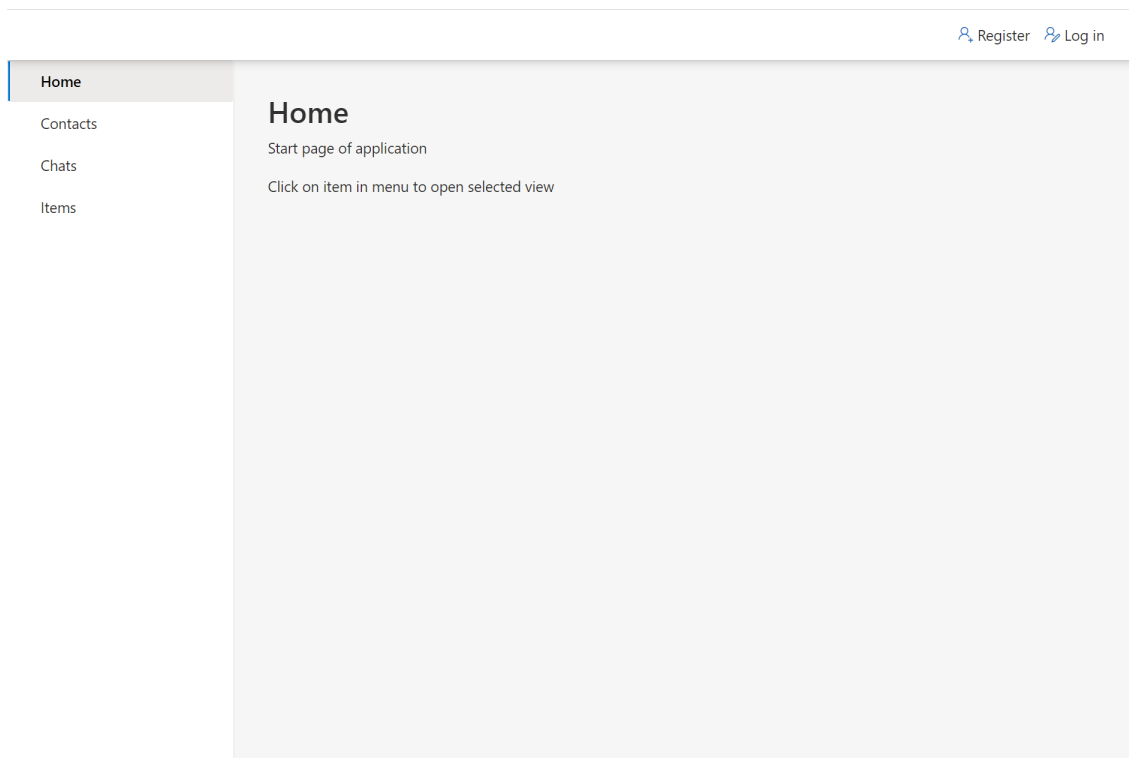 Register Log in
Home
Contacts
Chats
Items
Home
Start page of application
Click on item in menu to open selected view